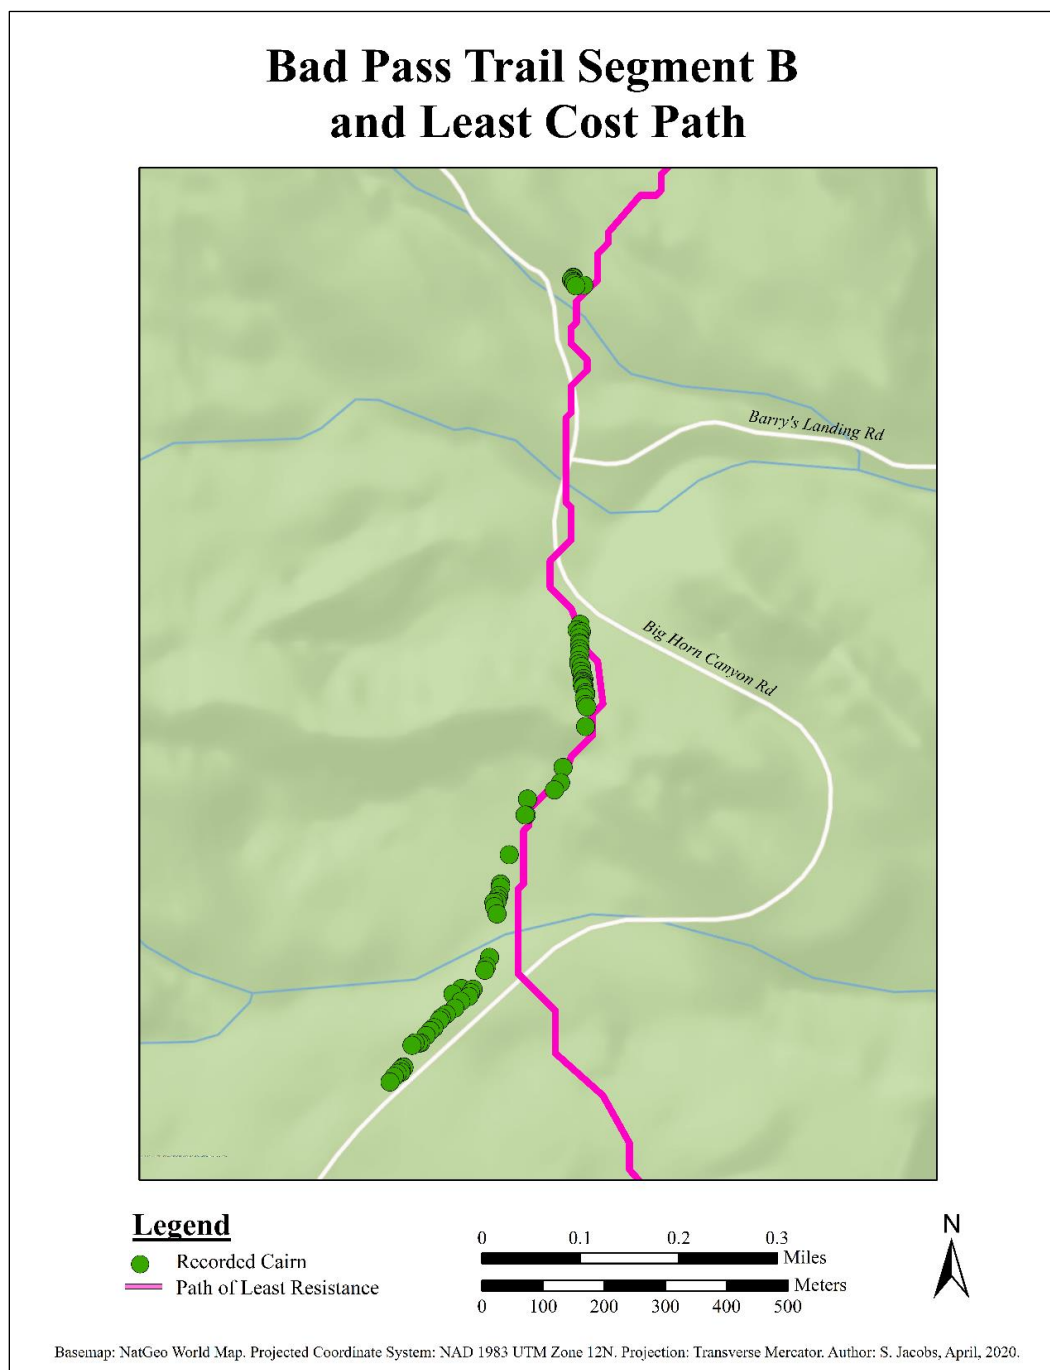 Bad Pass Trail Segment B
and Least Cost Path
Barry's Landing Rd
Big Horn Canyon Rd
Legend
Recorded Cairn
Path of Least Resistance
0 0.1 0.2 0.3
Miles
Meters
0 100 200 300 400 500
N
Basemap: NatGeo World Map. Projected Coordinate System: NAD 1983 UTM Zone 12N. Projection: Transverse Mercator. Author: S. Jacobs, April, 2020.